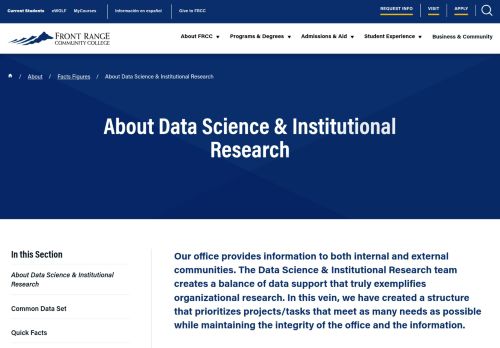 Current Students eWOLF MyCourses Información en español Give to FRCC REQUEST INFO VISIT APPLY
FRONT RANGE
COMMUNITY COLLEGE
About FRCC Programs & Degrees Admissions & Aid Student Experience Business & Community
/ About / Facts Figures / About Data Science & Institutional Research
About Data Science & Institutional
Research
In this Section
About Data Science & Institutional
Research
Common Data Set
Quick Facts
Our office provides information to both internal and external
communities. The Data Science & Institutional Research team
creates a balance of data support that truly exemplifies
organizational research. In this vein, we have created a structure
that prioritizes projects/tasks that meet as many needs as possible
while maintaining the integrity of the office and the information.